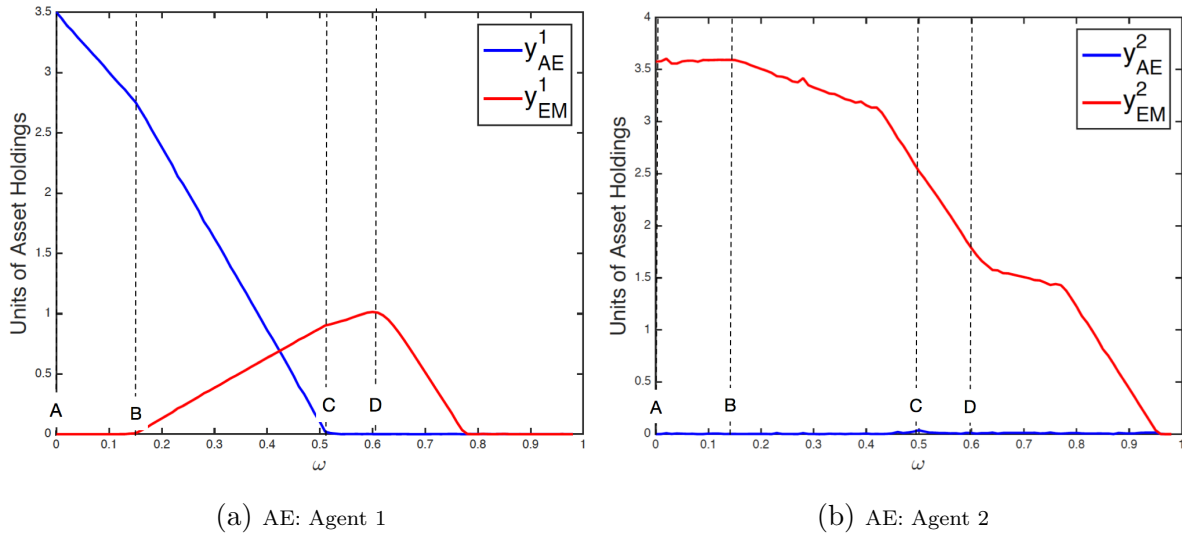 3.5
3
2.5
2
1.5
1
0.5
0
Units of Asset Holdings
y^1_AE
y^1_EM
A
B
C
D
0 0.1 0.2 0.3 0.4 0.5 0.6 0.7 0.8 0.9 1
ω
(a) AE: Agent 1
4
3.5
3
2.5
2
1.5
1
0.5
0
Units of Asset Holdings
y^2_AE
y^2_EM
A
B
C
D
0 0.1 0.2 0.3 0.4 0.5 0.6 0.7 0.8 0.9 1
ω
(b) AE: Agent 2